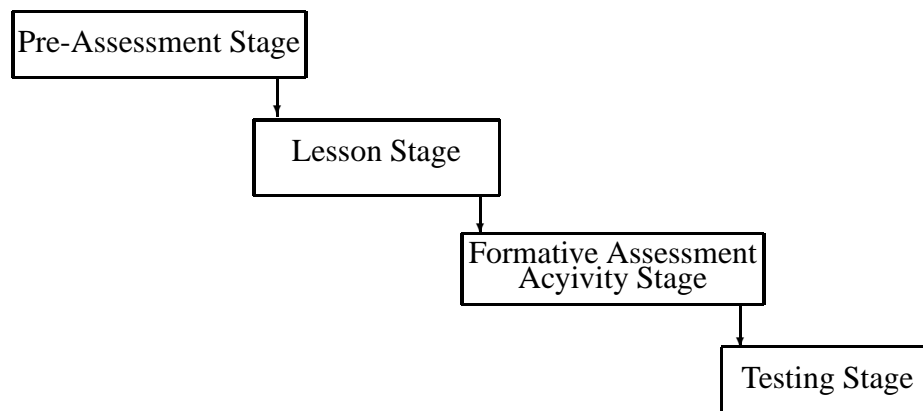 Pre-Assessment Stage
Lesson Stage
Formative Assessment
Acyivity Stage
Testing Stage